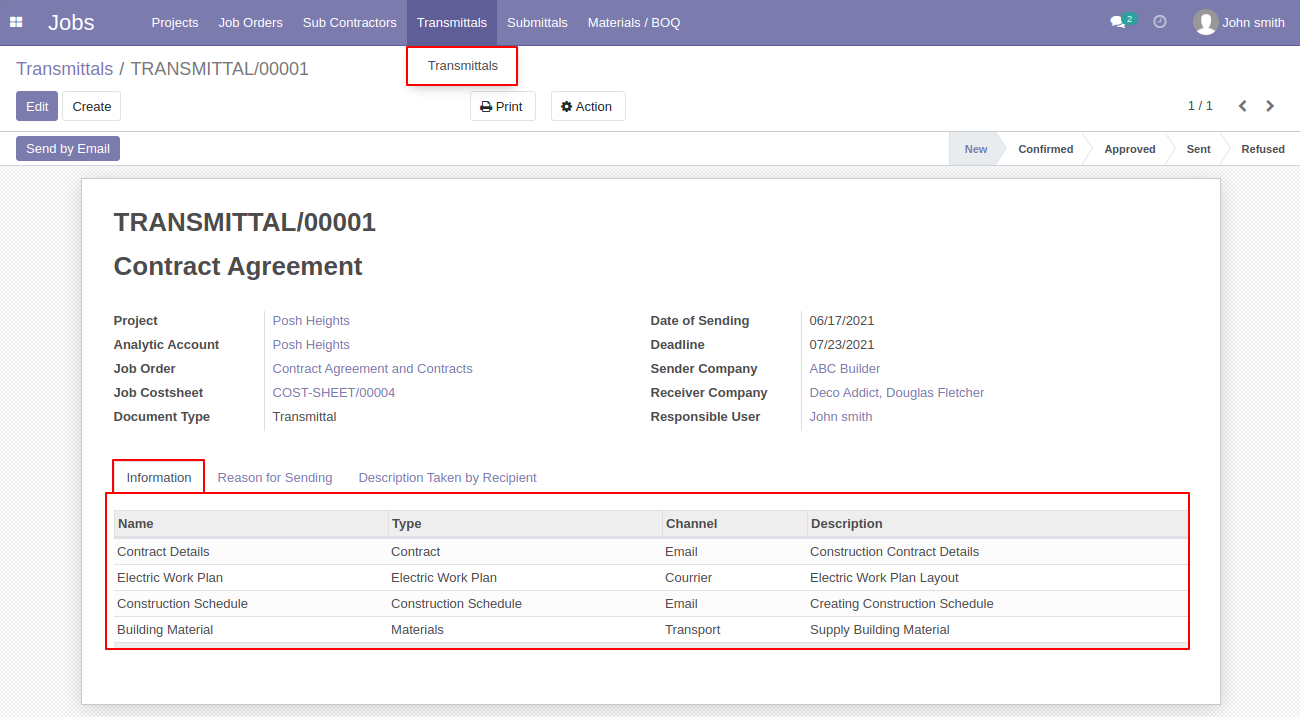 Jobs Projects Job Orders Sub Contractors Transmittals Submittals Materials / BOQ 2 John smith
Transmittals
Transmittals / TRANSMITTAL/00001
Edit Create Print Action 1 / 1
Send by Email New Confirmed Approved Sent Refused
TRANSMITTAL/00001
Contract Agreement
Project Posh Heights Date of Sending 06/17/2021
Analytic Account Posh Heights Deadline 07/23/2021
Job Order Contract Agreement and Contracts Sender Company ABC Builder
Job Costsheet COST-SHEET/00004 Receiver Company Deco Addict, Douglas Fletcher
Document Type Transmittal Responsible User John smith
Information Reason for Sending Description Taken by Recipient
Name Type Channel Description
Contract Details Contract Email Construction Contract Details
Electric Work Plan Electric Work Plan Courrier Electric Work Plan Layout
Construction Schedule Construction Schedule Email Creating Construction Schedule
Building Material Materials Transport Supply Building Material